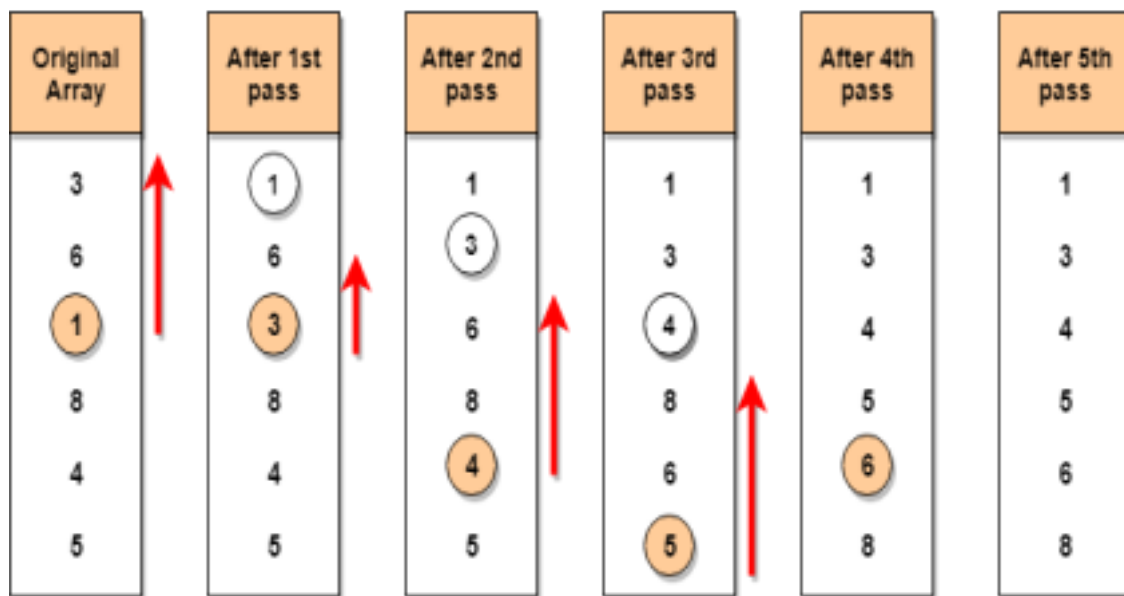 Original
Array
After 1st
pass
After 2nd
pass
After 3rd
pass
After 4th
pass
After 5th
pass
3 1 1 1 1 1
6 6 3 3 3 3
1 3 6 4 4 4
8 8 8 8 5 5
4 4 4 6 6 6
5 5 5 5 8 8